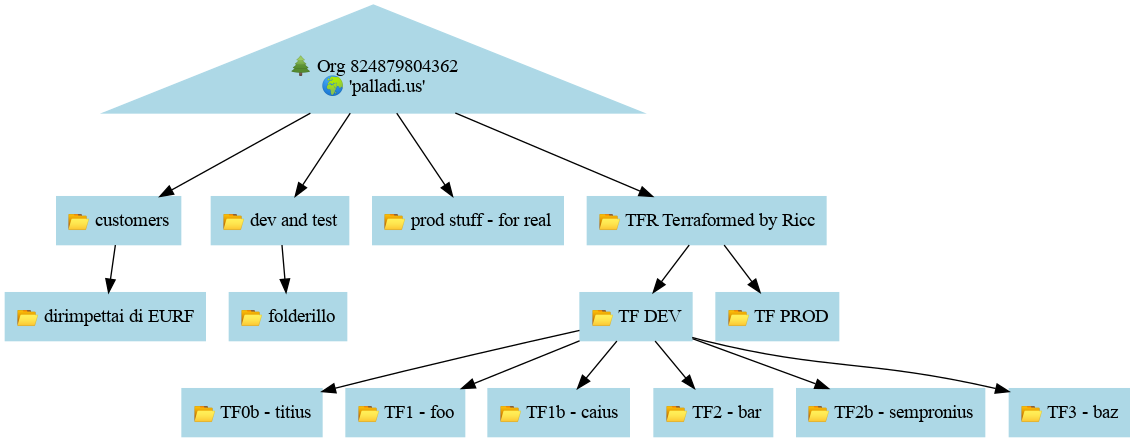 🌲 Org 824879804362
🌍 'palladi.us'
📂 customers
📂 dev and test
📂 prod stuff - for real
📂 TFR Terraformed by Ricc
📂 dirimpettai di EURF
📂 folderillo
📂 TF DEV
📂 TF PROD
📂 TF0b - titius
📂 TF1 - foo
📂 TF1b - caius
📂 TF2 - bar
📂 TF2b - sempronius
📂 TF3 - baz